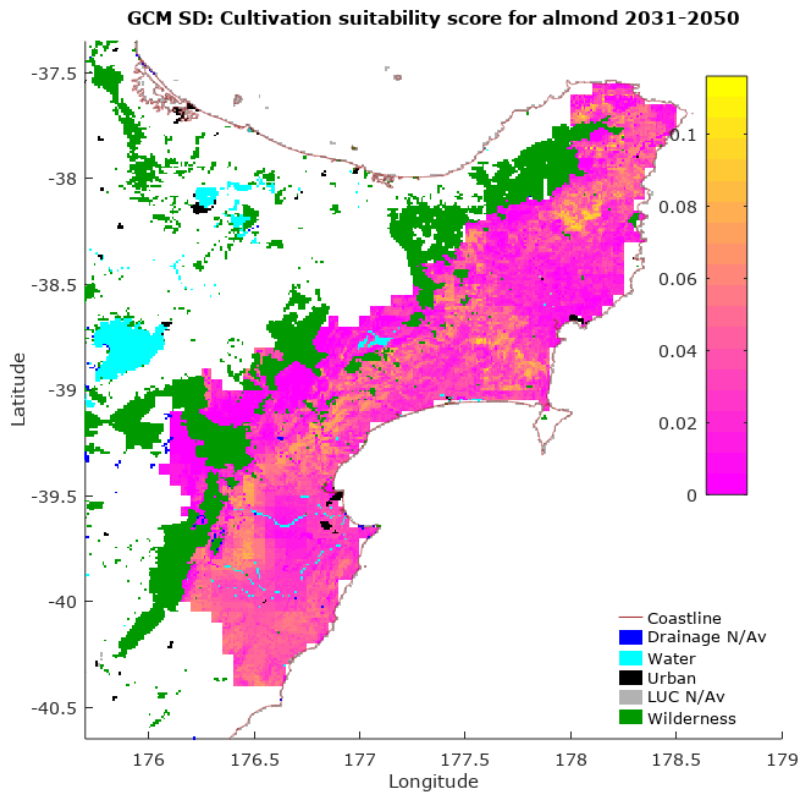 GCM SD: Cultivation suitability score for almond 2031-2050
-37.5
-38
-38.5
-39
-39.5
-40
-40.5
Latitude
176
176.5
177
177.5
178
178.5
179
Longitude
0.1
0.08
0.06
0.04
0.02
0
Coastline
Drainage N/Av
Water
Urban
LUC N/Av
Wilderness